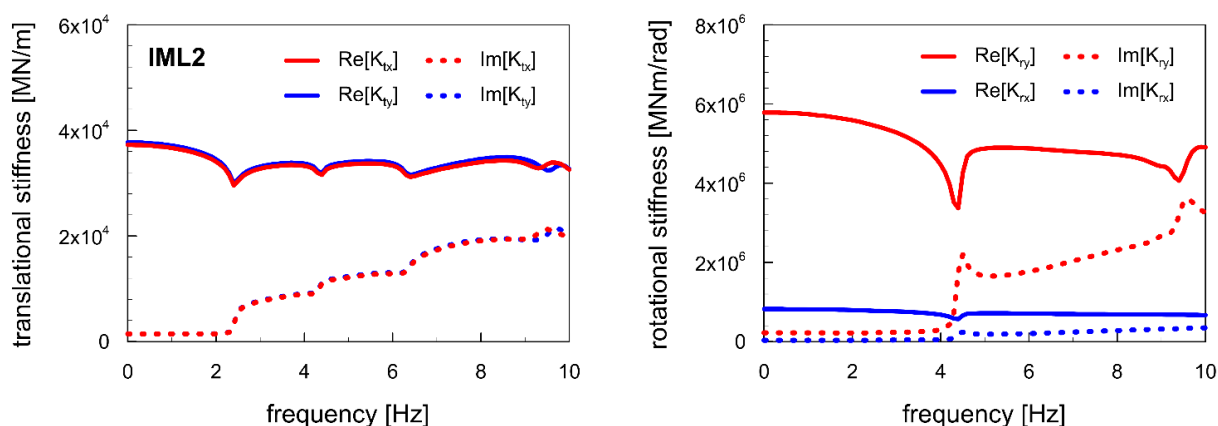 IML2
Re[Ktx] Im[Ktx]
Re[Kty] Im[Kty]
translational stiffness [MN/m]
6x10⁴
4x10⁴
2x10⁴
0
0 2 4 6 8 10
frequency [Hz]
Re[Kry] Im[Kry]
Re[Krx] Im[Krx]
rotational stiffness [MNm/rad]
8x10⁶
6x10⁶
4x10⁶
2x10⁶
0
0 2 4 6 8 10
frequency [Hz]